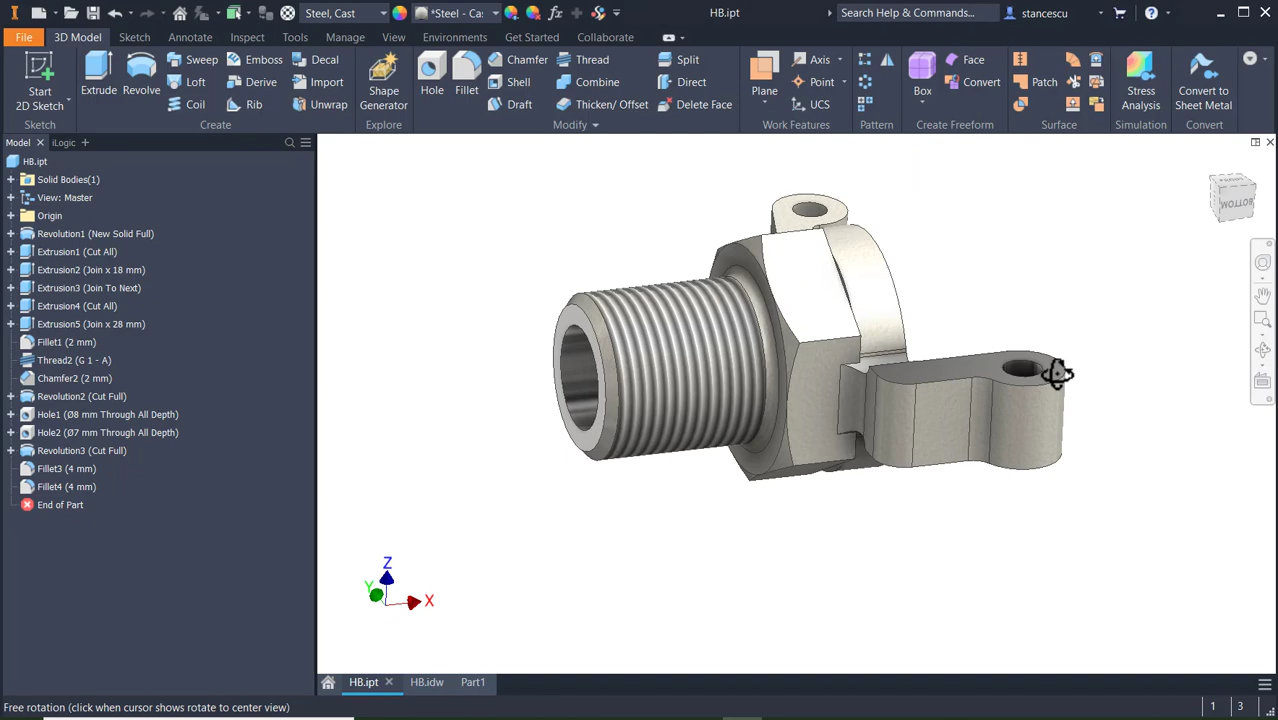 Steel, Cast
*Steel - Cas
HB.ipt
Search Help & Commands...
stancescu
File
3D Model
Sketch
Annotate
Inspect
Tools
Manage
View
Environments
Get Started
Collaborate
Start
2D Sketch
Extrude
Revolve
Sweep
Loft
Coil
Emboss
Derive
Rib
Decal
Import
Unwrap
Shape
Generator
Hole
Fillet
Chamfer
Shell
Draft
Thread
Combine
Thicken/ Offset
Split
Direct
Delete Face
Plane
Axis
Point
UCS
Box
Face
Convert
Patch
Stress
Analysis
Convert to
Sheet Metal
Sketch
Create
Explore
Modify
Work Features
Pattern
Create Freeform
Surface
Simulation
Convert
Model
iLogic
HB.ipt
Solid Bodies(1)
View: Master
Origin
Revolution1 (New Solid Full)
Extrusion1 (Cut All)
Extrusion2 (Join x 18 mm)
Extrusion3 (Join To Next)
Extrusion4 (Cut All)
Extrusion5 (Join x 28 mm)
Fillet1 (2 mm)
Thread2 (G 1 - A)
Chamfer2 (2 mm)
Revolution2 (Cut Full)
Hole1 (Ø8 mm Through All Depth)
Hole2 (Ø7 mm Through All Depth)
Revolution3 (Cut Full)
Fillet3 (4 mm)
Fillet4 (4 mm)
End of Part
BOTTOM
Z
Y
X
HB.ipt
HB.idw
Part1
Free rotation (click when cursor shows rotate to center view)
1
3